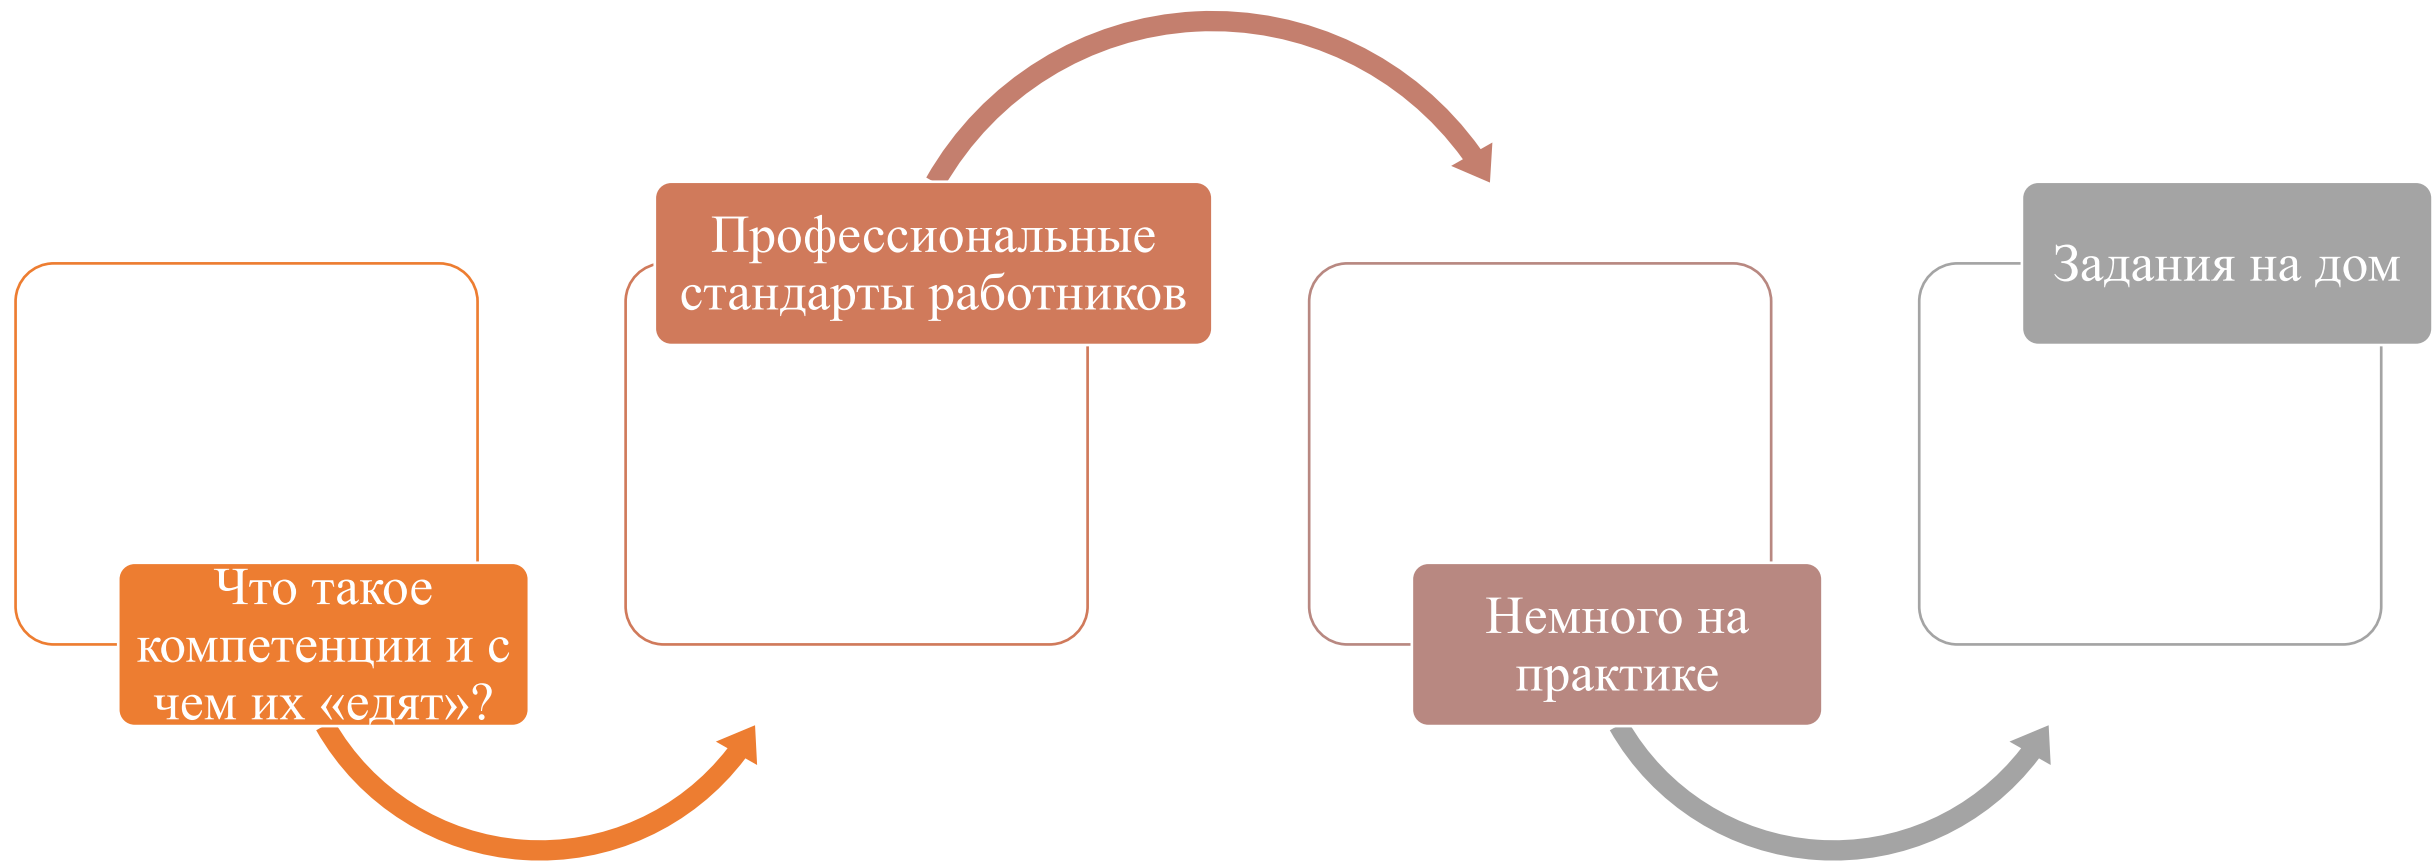 Что такое
компетенции и с
чем их «едят»?
Профессиональные
стандарты работников
Немного на
практике
Задания на дом